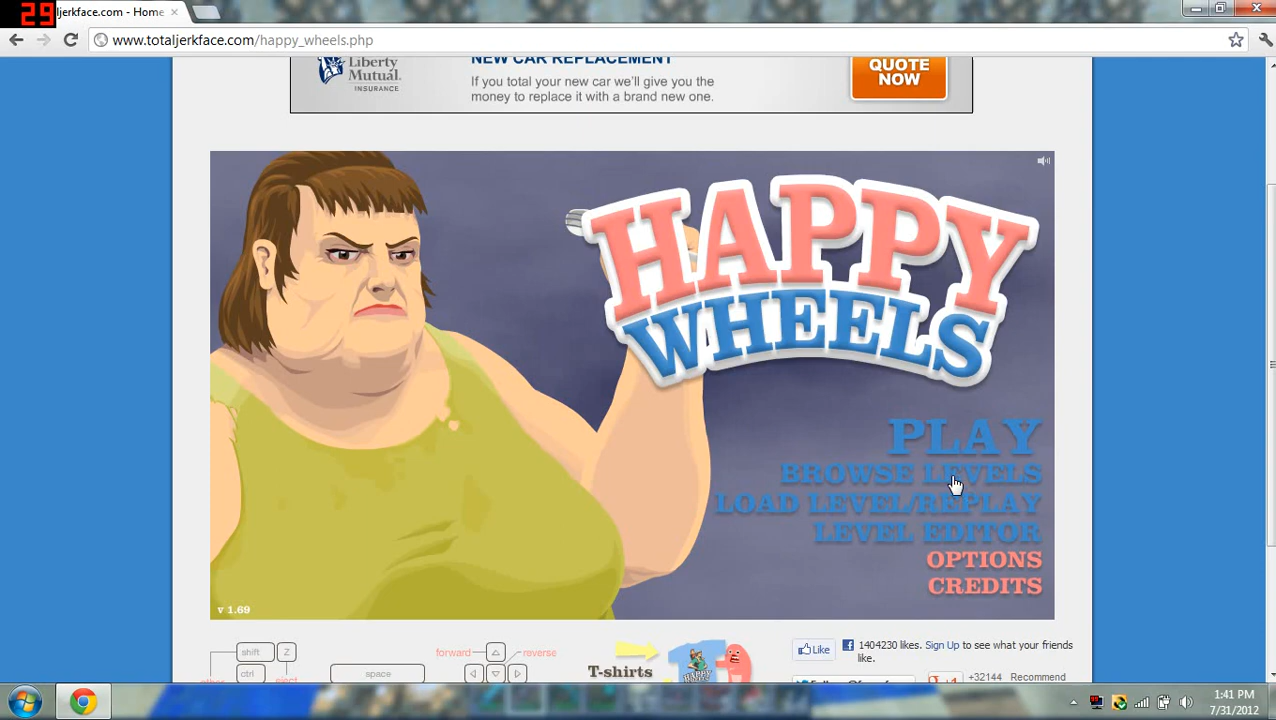 29
jerkface.com - Home
www.totaljerkface.com/happy_wheels.php
Liberty
Mutual.
INSURANCE
NEW CAR REPLACEMENT
If you total your new car we'll give you the
money to replace it with a brand new one.
QUOTE
NOW
HAPPY
WHEELS
PLAY
BROWSE LEVELS
LOAD LEVEL/REPLAY
LEVEL EDITOR
OPTIONS
CREDITS
v 1.69
shift
Z
ctrl
eject
space
forward
reverse
T-shirts
Like
1404230 likes. Sign Up to see what your friends
like.
+32144 Recommend
1:41 PM
7/31/2012